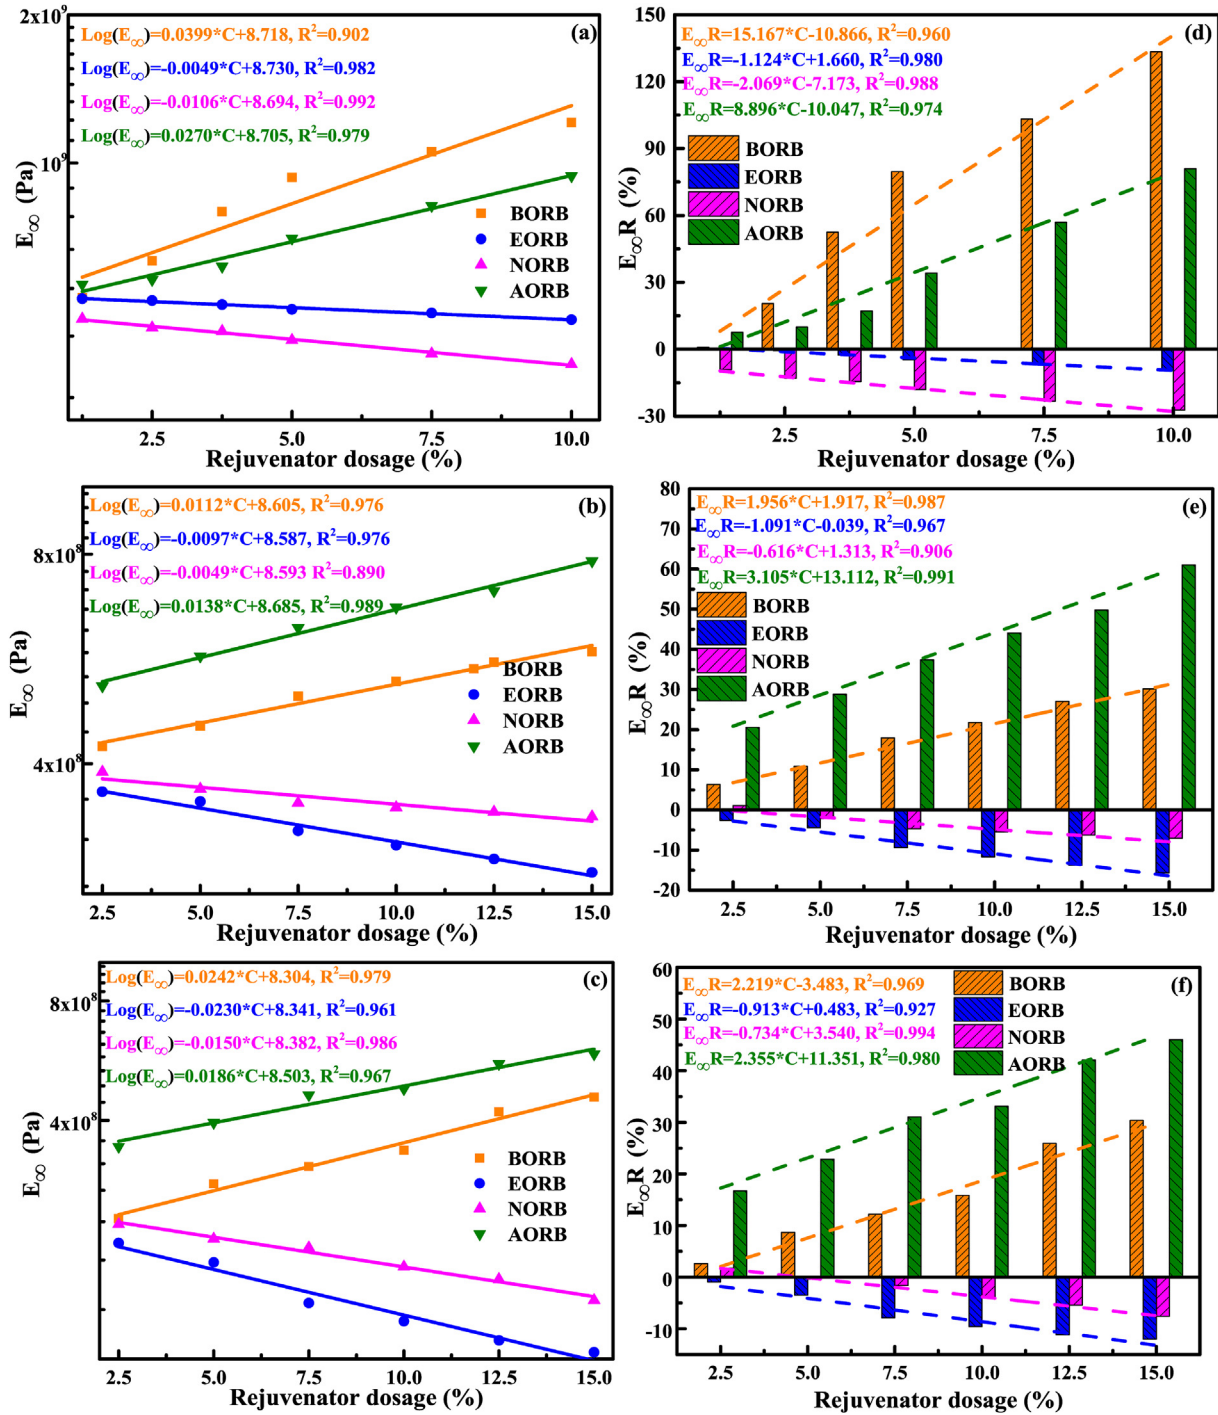 (a)
Log(E∞)=0.0399*C+8.718, R²=0.902
Log(E∞)=-0.0049*C+8.730, R²=0.982
Log(E∞)=-0.0106*C+8.694, R²=0.992
Log(E∞)=0.0270*C+8.705, R²=0.979
2x10⁹
10⁹
E∞ (Pa)
BORB
EORB
NORB
AORB
2.5 5.0 7.5 10.0
Rejuvenator dosage (%)
(d)
E∞R=15.167*C-10.866, R²=0.960
E∞R=-1.124*C+1.660, R²=0.980
E∞R=-2.069*C-7.173, R²=0.988
E∞R=8.896*C-10.047, R²=0.974
BORB
EORB
NORB
AORB
150
120
90
60
30
0
-30
E∞R (%)
2.5 5.0 7.5 10.0
Rejuvenator dosage (%)
(b)
Log(E∞)=0.0112*C+8.605, R²=0.976
Log(E∞)=-0.0097*C+8.587, R²=0.976
Log(E∞)=-0.0049*C+8.593 R²=0.890
Log(E∞)=0.0138*C+8.685, R²=0.989
8x10⁸
4x10⁸
E∞ (Pa)
BORB
EORB
NORB
AORB
2.5 5.0 7.5 10.0 12.5 15.0
Rejuvenator dosage (%)
(e)
E∞R=1.956*C+1.917, R²=0.987
E∞R=-1.091*C-0.039, R²=0.967
E∞R=-0.616*C+1.313, R²=0.906
E∞R=3.105*C+13.112, R²=0.991
BORB
EORB
NORB
AORB
80
70
60
50
40
30
20
10
0
-10
-20
E∞R (%)
2.5 5.0 7.5 10.0 12.5 15.0
Rejuvenator dosage (%)
(c)
Log(E∞)=0.0242*C+8.304, R²=0.979
Log(E∞)=-0.0230*C+8.341, R²=0.961
Log(E∞)=-0.0150*C+8.382, R²=0.986
Log(E∞)=0.0186*C+8.503, R²=0.967
8x10⁸
4x10⁸
E∞ (Pa)
BORB
EORB
NORB
AORB
2.5 5.0 7.5 10.0 12.5 15.0
Rejuvenator dosage (%)
(f)
E∞R=2.219*C-3.483, R²=0.969
E∞R=-0.913*C+0.483, R²=0.927
E∞R=-0.734*C+3.540, R²=0.994
E∞R=2.355*C+11.351, R²=0.980
BORB
EORB
NORB
AORB
60
50
40
30
20
10
0
-10
E∞R (%)
2.5 5.0 7.5 10.0 12.5 15.0
Rejuvenator dosage (%)